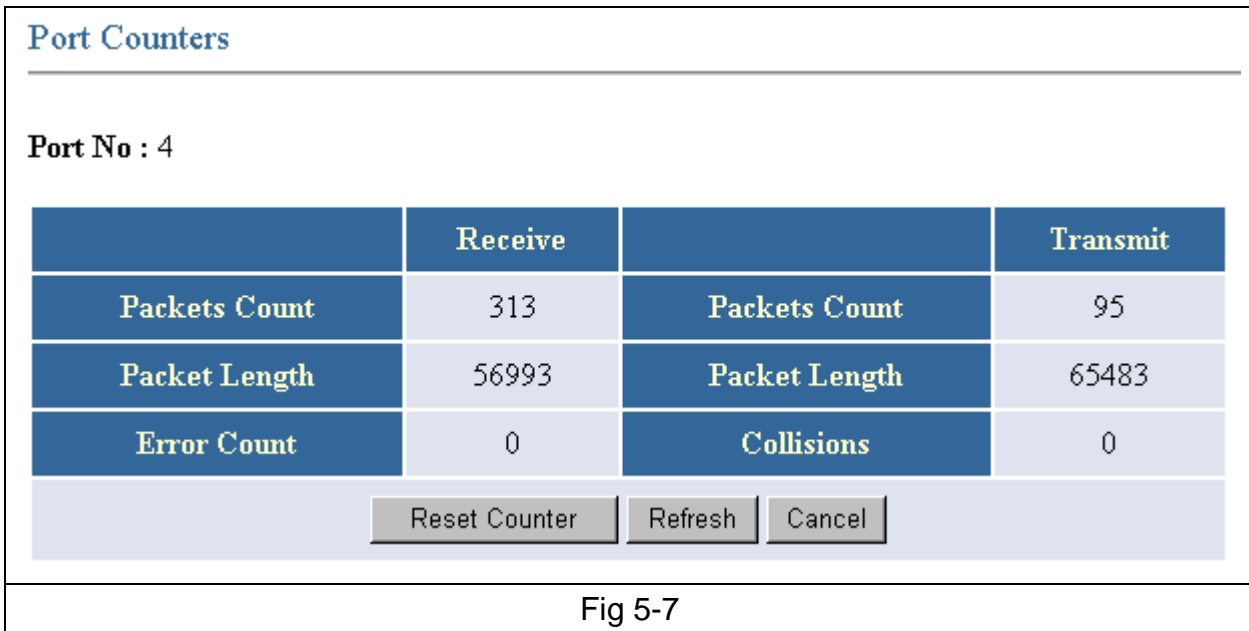 Port Counters
Port No : 4
Receive Transmit
Packets Count 313 Packets Count 95
Packet Length 56993 Packet Length 65483
Error Count 0 Collisions 0
Reset Counter Refresh Cancel
Fig 5-7